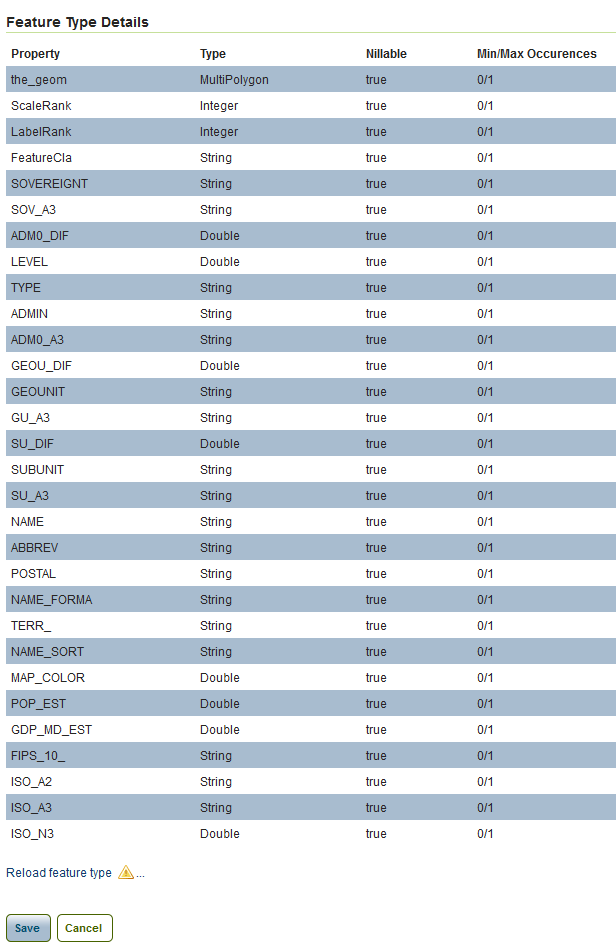 Feature Type Details
Property Type Nillable Min/Max Occurences
the_geom MultiPolygon true 0/1
ScaleRank Integer true 0/1
LabelRank Integer true 0/1
FeatureCla String true 0/1
SOVEREIGNT String true 0/1
SOV_A3 String true 0/1
ADM0_DIF Double true 0/1
LEVEL Double true 0/1
TYPE String true 0/1
ADMIN String true 0/1
ADM0_A3 String true 0/1
GEOU_DIF Double true 0/1
GEOUNIT String true 0/1
GU_A3 String true 0/1
SU_DIF Double true 0/1
SUBUNIT String true 0/1
SU_A3 String true 0/1
NAME String true 0/1
ABBREV String true 0/1
POSTAL String true 0/1
NAME_FORMA String true 0/1
TERR_ String true 0/1
NAME_SORT String true 0/1
MAP_COLOR Double true 0/1
POP_EST Double true 0/1
GDP_MD_EST Double true 0/1
FIPS_10_ String true 0/1
ISO_A2 String true 0/1
ISO_A3 String true 0/1
ISO_N3 Double true 0/1
Reload feature type ...
Save Cancel